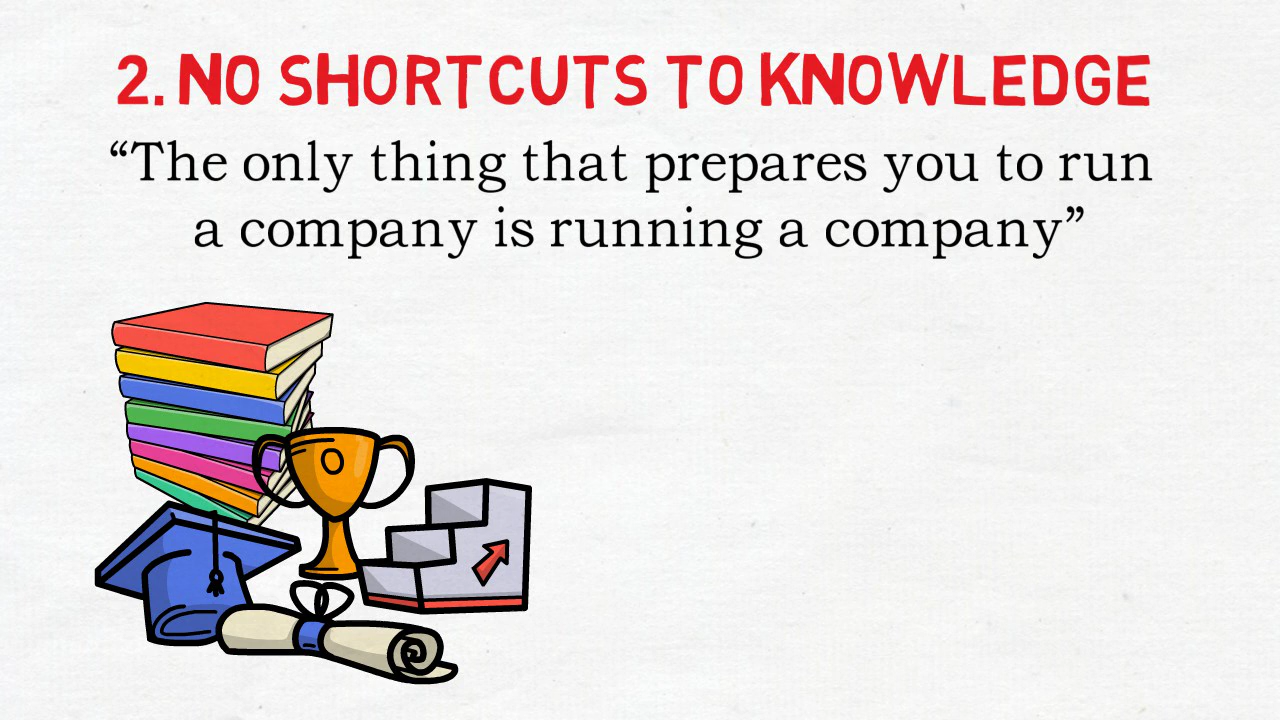 2. NO SHORTCUTS TO KNOWLEDGE
“The only thing that prepares you to run
a company is running a company”